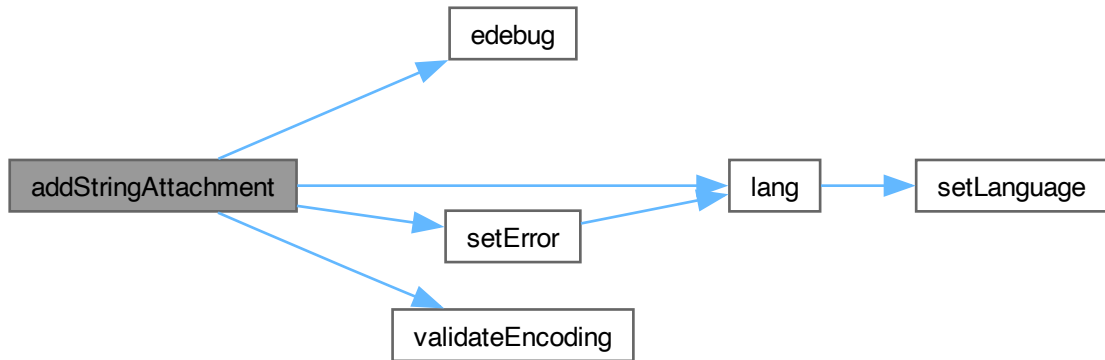 edebug
addStringAttachment
lang
setLanguage
setError
validateEncoding